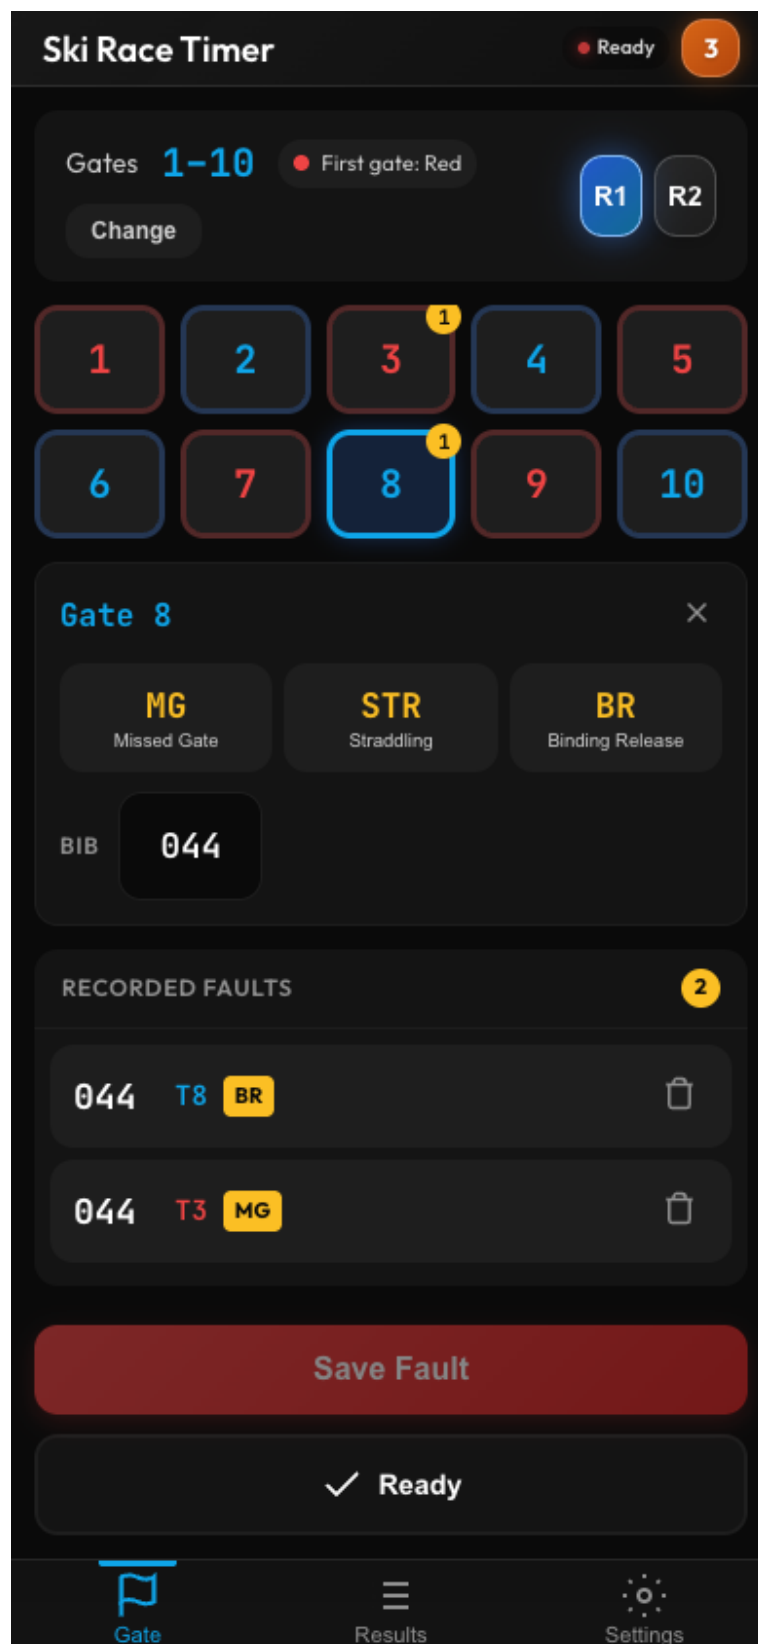 Ski Race Timer
Ready
3
Gates 1–10 First gate: Red
R1 R2
Change
1 2 3 1 4 5
6 7 8 1 9 10
Gate 8
MG STR BR
Missed Gate Straddling Binding Release
BIB 044
RECORDED FAULTS 2
044 T8 BR
044 T3 MG
Save Fault
Ready
Gate Results Settings